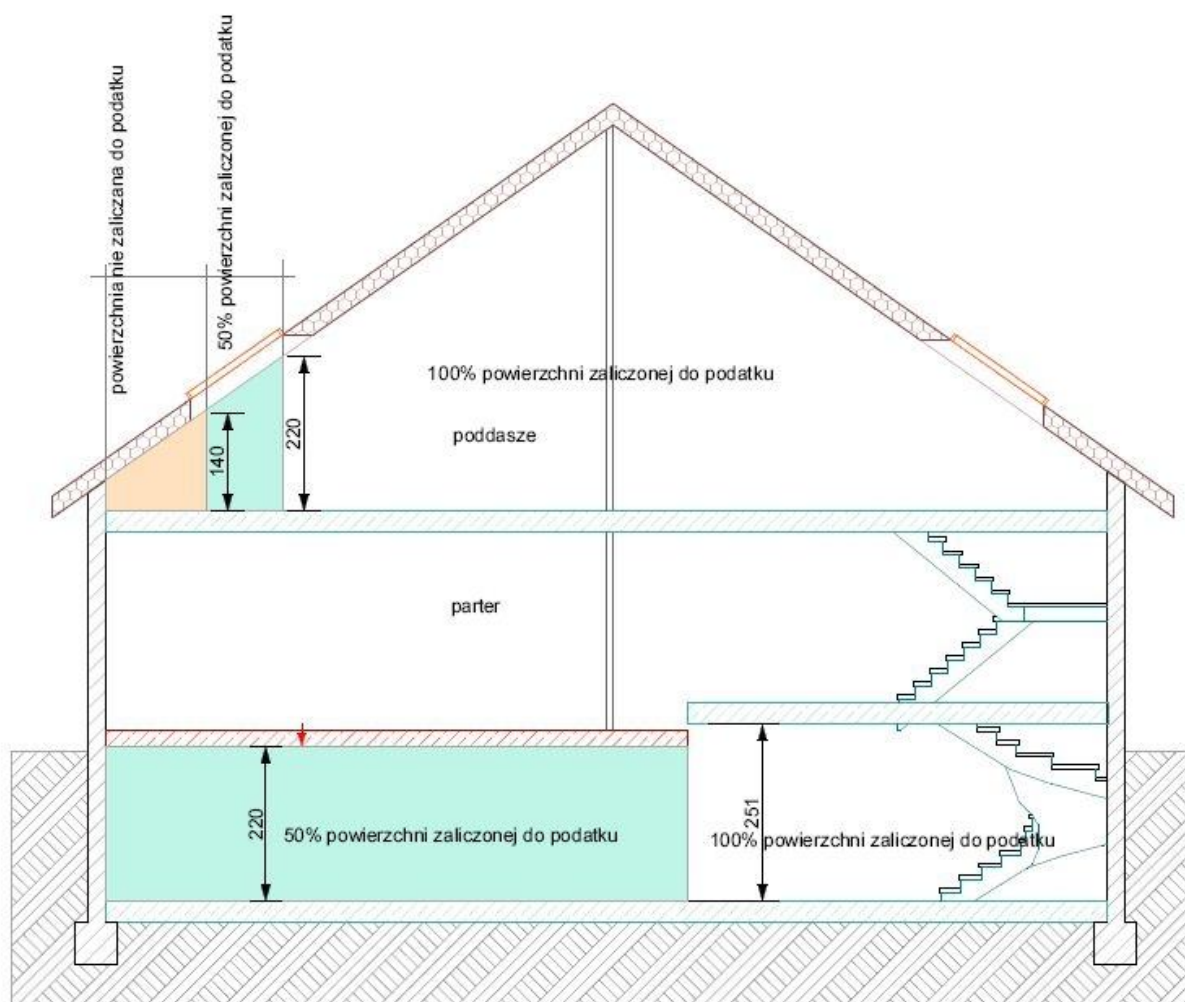 powierzchnia nie zaliczana do podatku
50% powierzchni zaliczonej do podatku
100% powierzchni zaliczonej do podatku
poddasze
140
220
parter
220
50% powierzchni zaliczonej do podatku
251
100% powierzchni zaliczonej do podatku